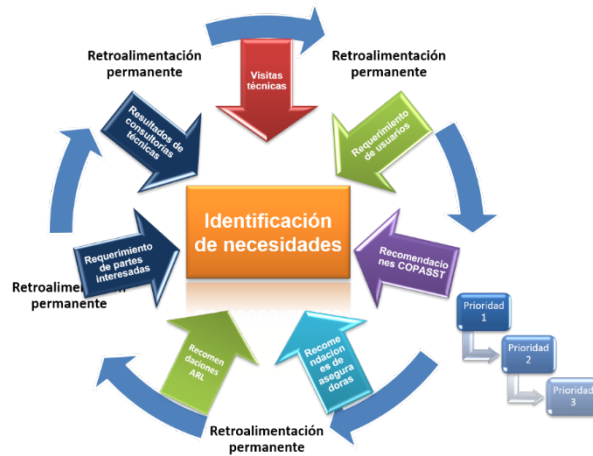 Retroalimentación
permanente
Visitas
técnicas
Retroalimentación
permanente
Resultados de
consultorías
técnicas
Requerimiento
de usuarios
Identificación
de necesidades
Requerimiento
de partes
interesadas
Recomendacio
nes COPASST
Retroalimentación
permanente
Recomen
daciones
ARL
Recome
ndacion
es de
asegura
doras
Prioridad
1
Prioridad
2
Prioridad
3
Retroalimentación
permanente